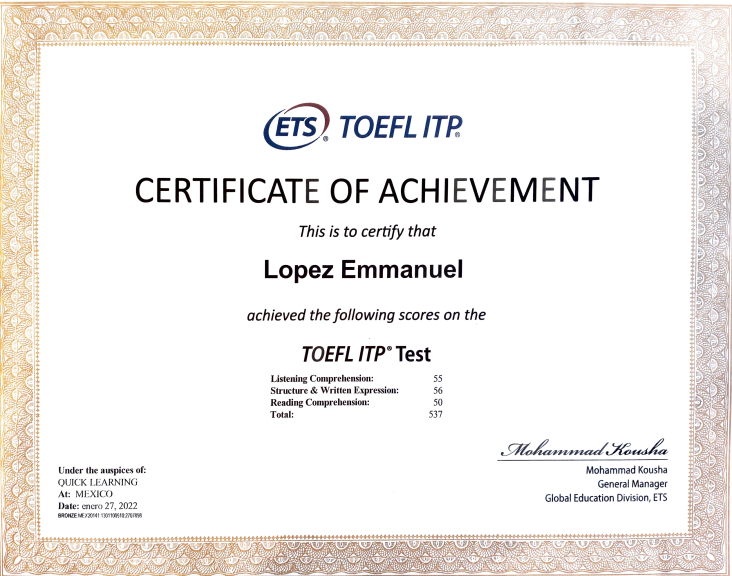 ETS® TOEFL ITP®
CERTIFICATE OF ACHIEVEMENT
This is to certify that
Lopez Emmanuel
achieved the following scores on the
TOEFL ITP® Test
Listening Comprehension: 55
Structure & Written Expression: 56
Reading Comprehension: 50
Total: 537
Mohammad Kousha
Mohammad Kousha
General Manager
Global Education Division, ETS
Under the auspices of:
QUICK LEARNING
At: MEXICO
Date: enero 27, 2022
BRONZE